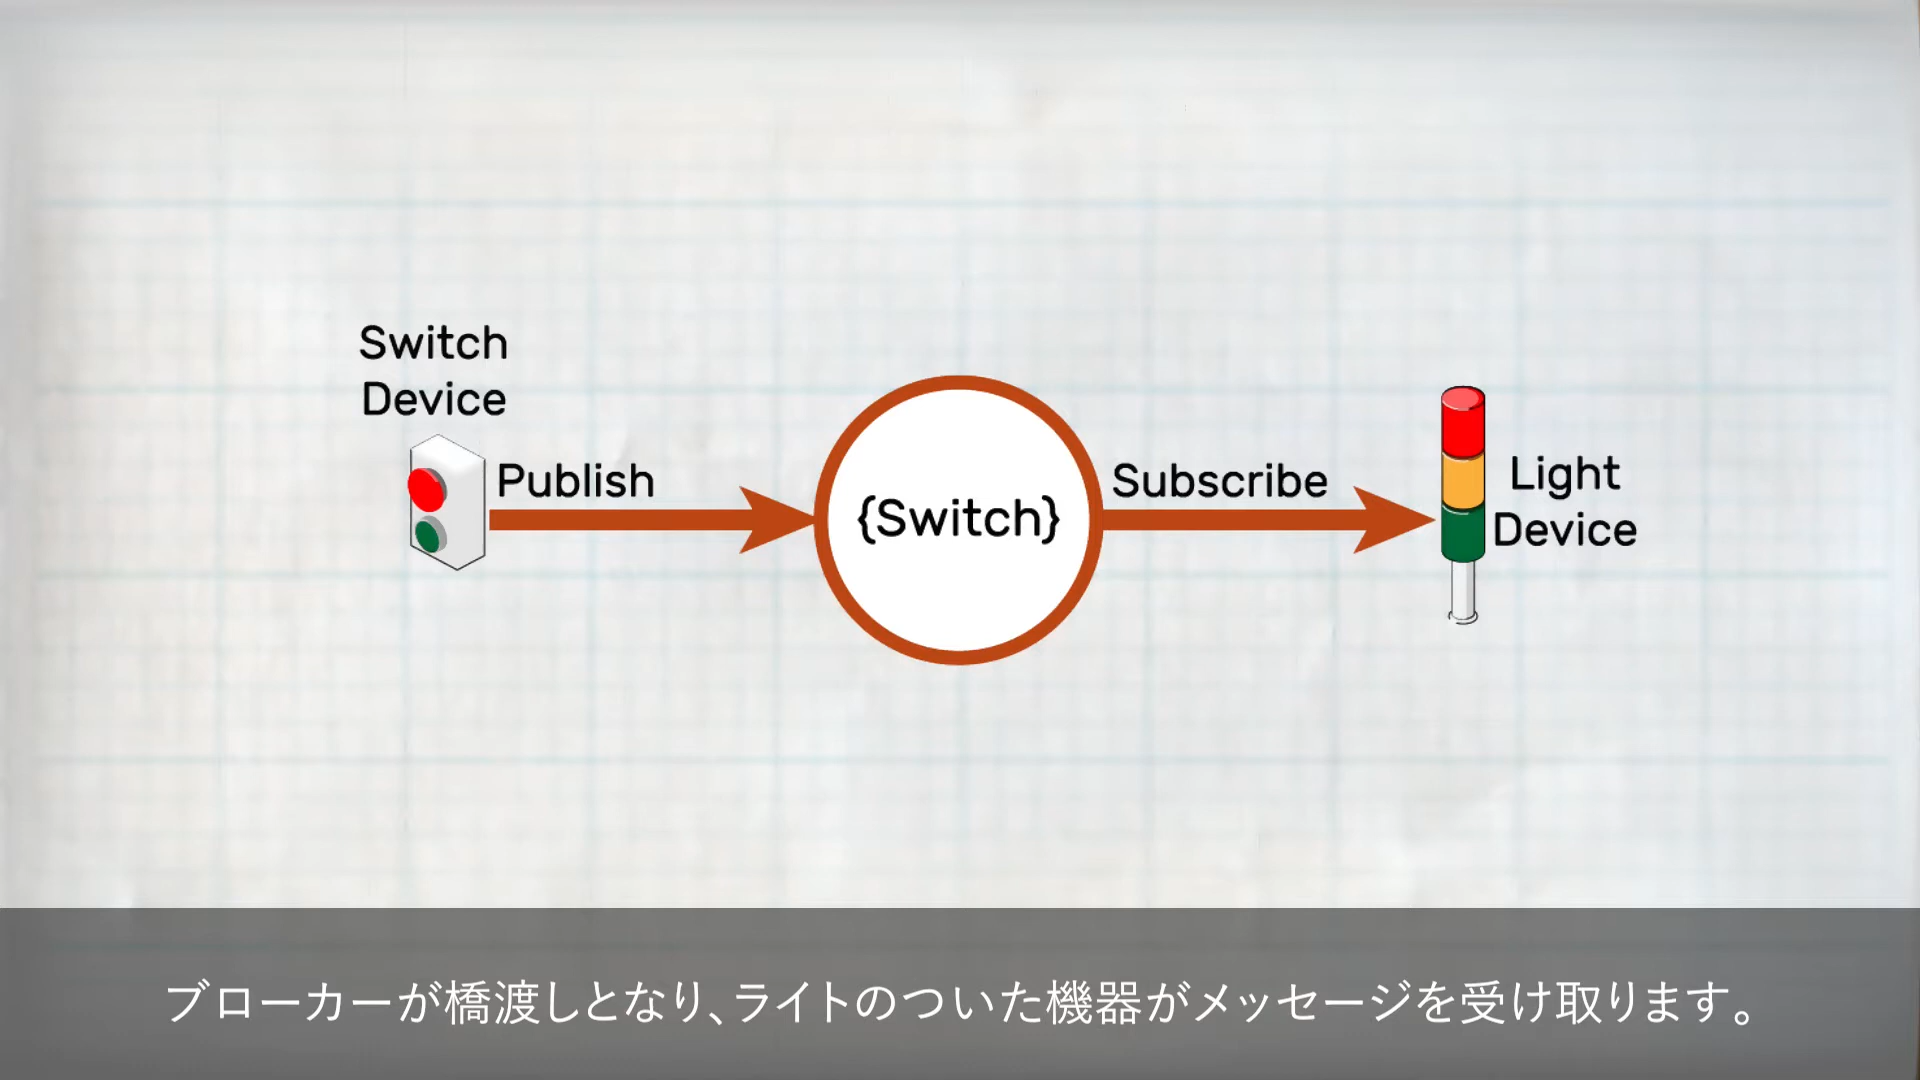 Switch
Device
Publish
{Switch}
Subscribe
Light
Device
ブローカーが橋渡しとなり、ライトのついた機器がメッセージを受け取ります。